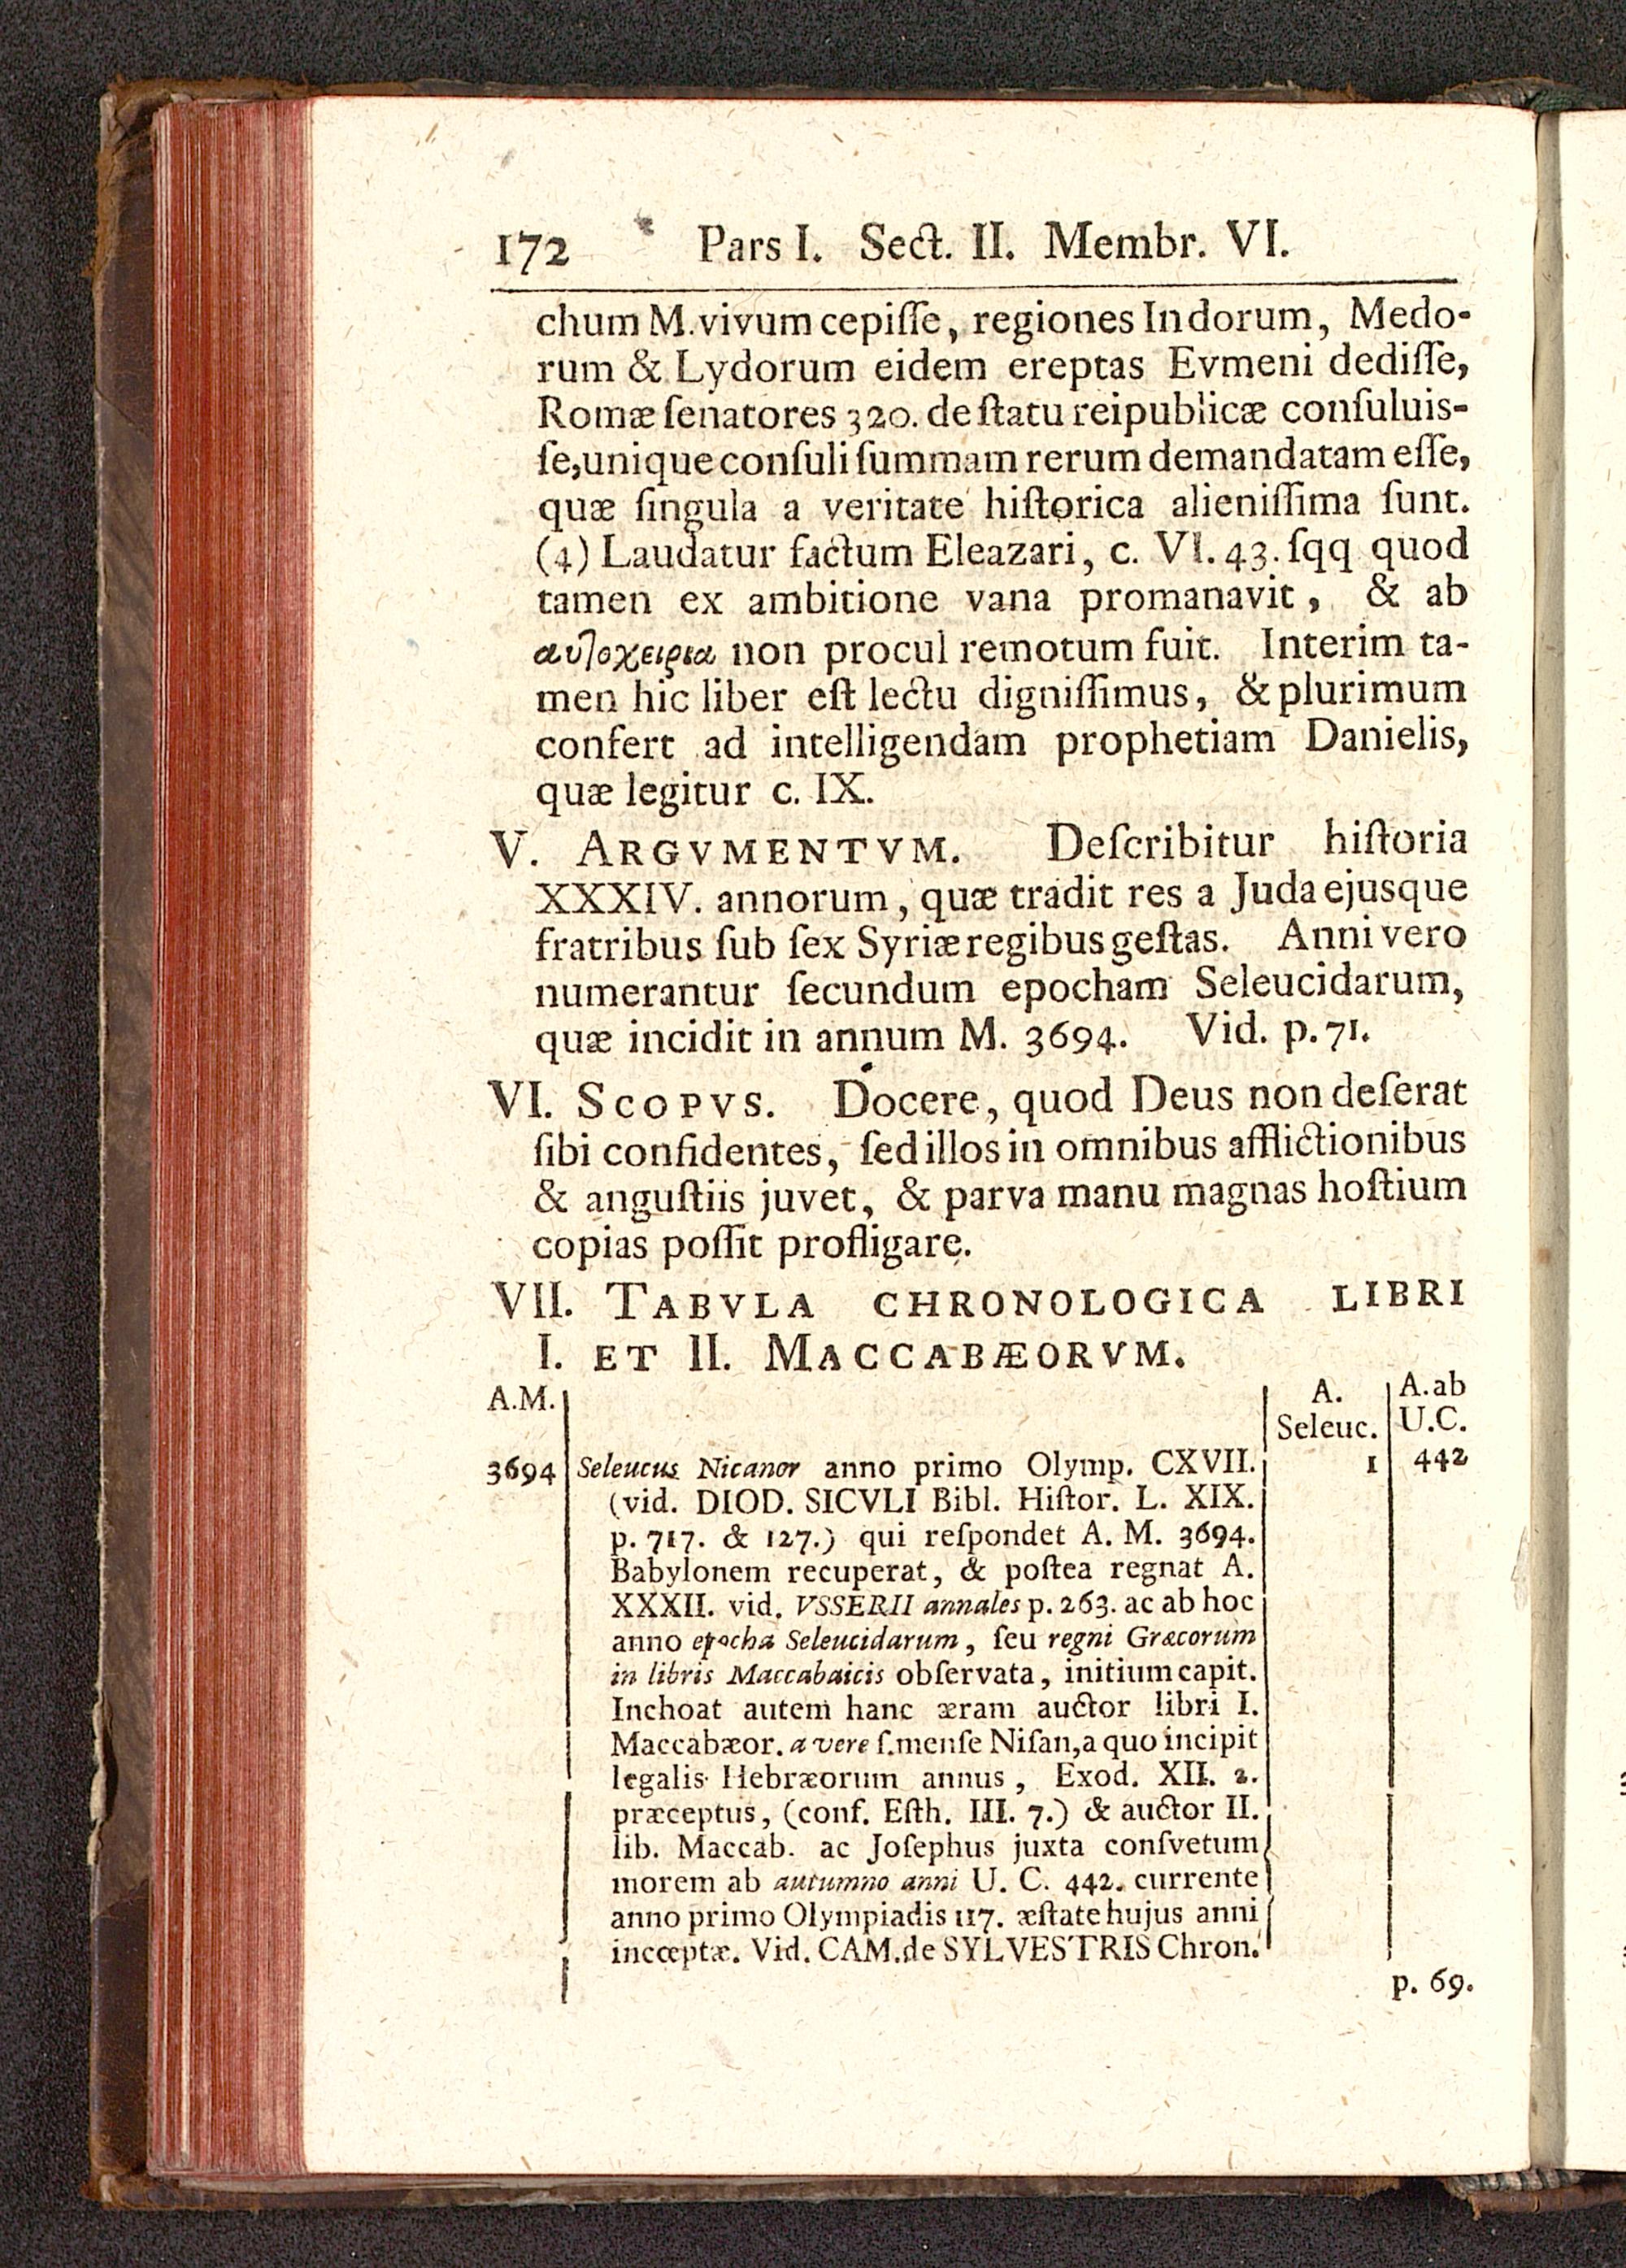 172 Pars I. Sect. II. Membr. VI.
chum M. vivum cepiſſe, regiones Indorum, Medo-
rum & Lydorum eidem ereptas Evmeni dediſſe,
Romæ ſenatores 320. de ſtatu reipublicæ conſuluis-
ſe, unique conſuli ſummam rerum demandatam eſſe,
quæ ſingula a veritate hiſtorica alieniſſima ſunt.
(4) Laudatur factum Eleazari, c. VI. 43. ſqq quod
tamen ex ambitione vana promanavit, & ab
αυτοχειρια non procul remotum fuit. Interim ta-
men hic liber eſt lectu digniſſimus, & plurimum
confert ad intelligendam prophetiam Danielis,
quæ legitur c. IX.
V. ARGVMENTVM. Deſcribitur hiſtoria
XXXIV. annorum, quæ tradit res a Juda ejusque
fratribus ſub ſex Syriæ regibus geſtas. Anni vero
numerantur ſecundum epocham Seleucidarum,
quæ incidit in annum M. 3694. Vid. p. 71.
VI. SCOPVS. Docere, quod Deus non deſerat
ſibi confidentes, ſed illos in omnibus afflictionibus
& anguſtiis juvet, & parva manu magnas hoſtium
copias poſſit profligare.
VII. TABVLA CHRONOLOGICA LIBRI
I. ET II. MACCABÆORVM.
A.M. A. Seleuc. A. ab U.C.
3694 Seleucus Nicanor anno primo Olymp. CXVII. 1 442
(vid. DIOD. SICVLI Bibl. Hiſtor. L. XIX.
p. 717. & 127.) qui reſpondet A. M. 3694.
Babylonem recuperat, & poſtea regnat A.
XXXII. vid. VSSERII annales p. 263. ac ab hoc
anno epocha Seleucidarum, ſeu regni Græcorum
in libris Maccabaicis obſervata, initium capit.
Inchoat autem hanc æram auctor libri I.
Maccabæor. a vere ſ. menſe Niſan, a quo incipit
legalis Hebræorum annus, Exod. XII. 2.
præceptus, (conf. Eſth. III. 7.) & auctor II.
lib. Maccab. ac Joſephus juxta conſvetum
morem ab autumno anni U. C. 442. currente
anno primo Olympiadis 117. æſtate hujus anni
incœptæ. Vid. CAM. de SYLVESTRIS Chron.
p. 69.